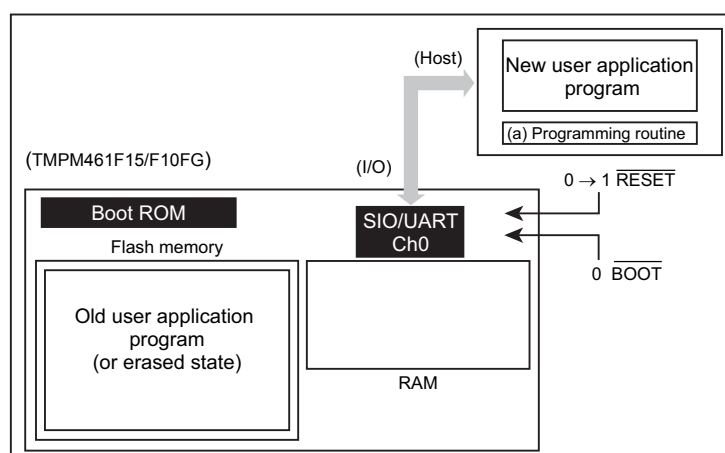 (Host)
New user application
program
(a) Programming routine
(TMPM461F15/F10FG)
(I/O)
0 → 1 RESET
Boot ROM
SIO/UART
Ch0
Flash memory
0 BOOT
Old user application
program
(or erased state)
RAM